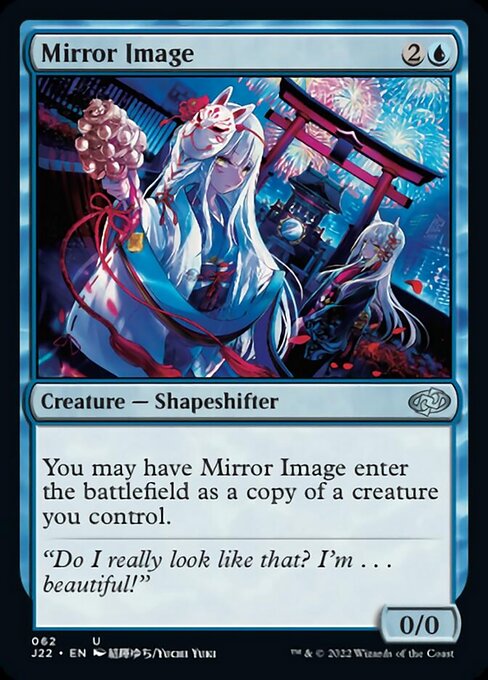 Mirror Image 2
Creature — Shapeshifter
You may have Mirror Image enter
the battlefield as a copy of a creature
you control.
“Do I really look like that? I’m . . .
beautiful!”
0/0
062 U
J22 • EN Yuchi Yuki
™ & © 2022 Wizards of the Coast